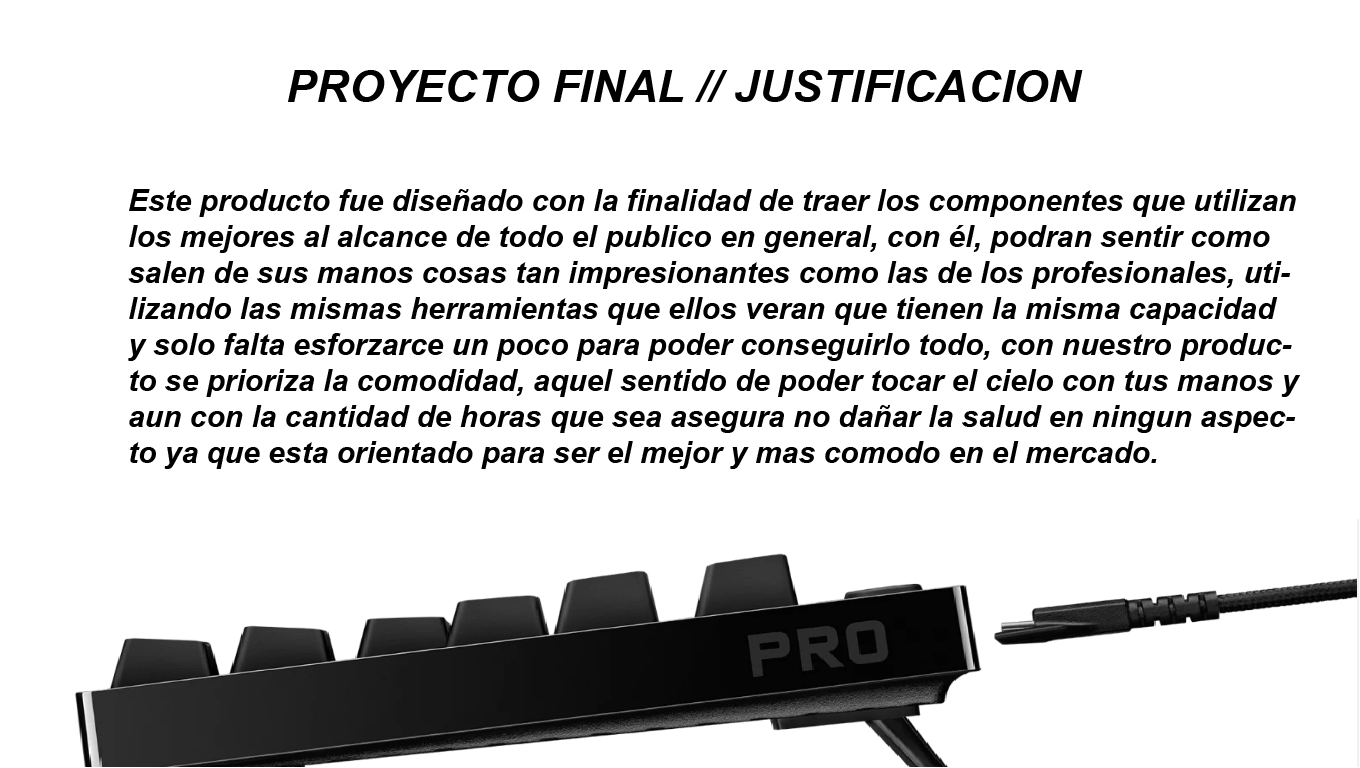 PROYECTO FINAL // JUSTIFICACION
Este producto fue diseñado con la finalidad de traer los componentes que utilizan
los mejores al alcance de todo el publico en general, con él, podran sentir como
salen de sus manos cosas tan impresionantes como las de los profesionales, uti-
lizando las mismas herramientas que ellos veran que tienen la misma capacidad
y solo falta esforzarce un poco para poder conseguirlo todo, con nuestro produc-
to se prioriza la comodidad, aquel sentido de poder tocar el cielo con tus manos y
aun con la cantidad de horas que sea asegura no dañar la salud en ningun aspec-
to ya que esta orientado para ser el mejor y mas comodo en el mercado.
PRO